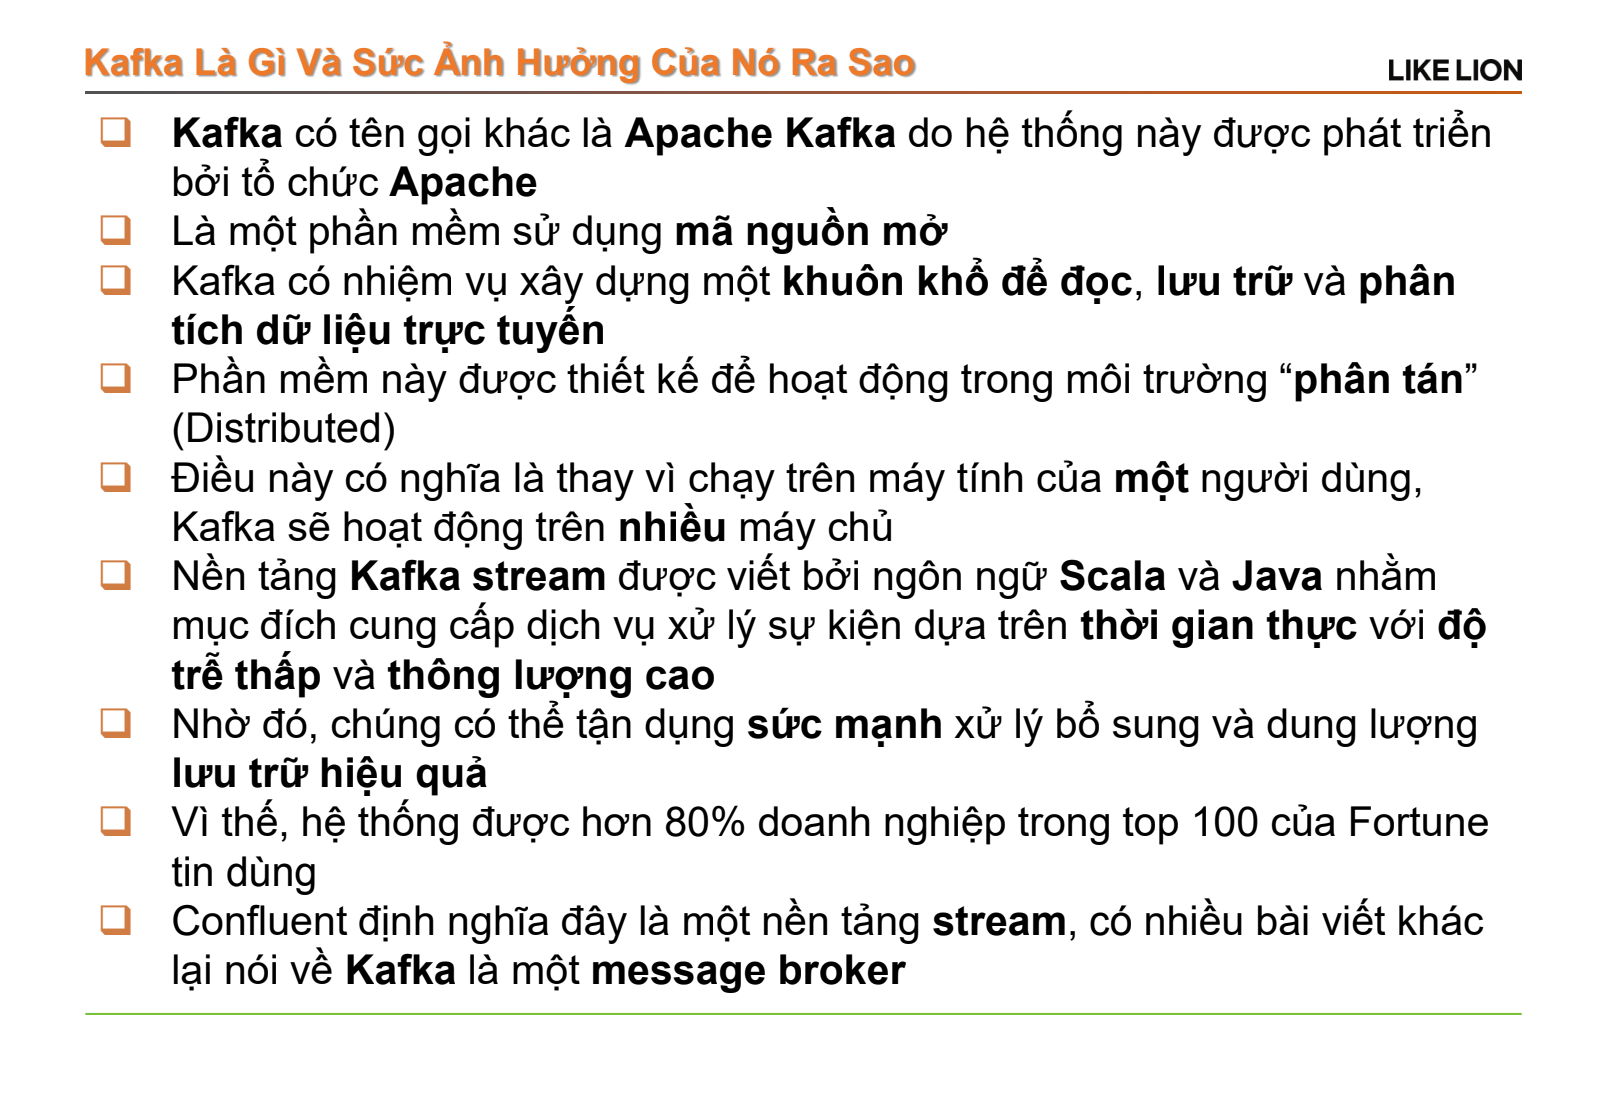 Kafka Là Gì Và Sức Ảnh Hưởng Của Nó Ra Sao
LIKE LION
Kafka có tên gọi khác là Apache Kafka do hệ thống này được phát triển
bởi tổ chức Apache
Là một phần mềm sử dụng mã nguồn mở
Kafka có nhiệm vụ xây dựng một khuôn khổ để đọc, lưu trữ và phân
tích dữ liệu trực tuyến
Phần mềm này được thiết kế để hoạt động trong môi trường “phân tán”
(Distributed)
Điều này có nghĩa là thay vì chạy trên máy tính của một người dùng,
Kafka sẽ hoạt động trên nhiều máy chủ
Nền tảng Kafka stream được viết bởi ngôn ngữ Scala và Java nhằm
mục đích cung cấp dịch vụ xử lý sự kiện dựa trên thời gian thực với độ
trễ thấp và thông lượng cao
Nhờ đó, chúng có thể tận dụng sức mạnh xử lý bổ sung và dung lượng
lưu trữ hiệu quả
Vì thế, hệ thống được hơn 80% doanh nghiệp trong top 100 của Fortune
tin dùng
Confluent định nghĩa đây là một nền tảng stream, có nhiều bài viết khác
lại nói về Kafka là một message broker